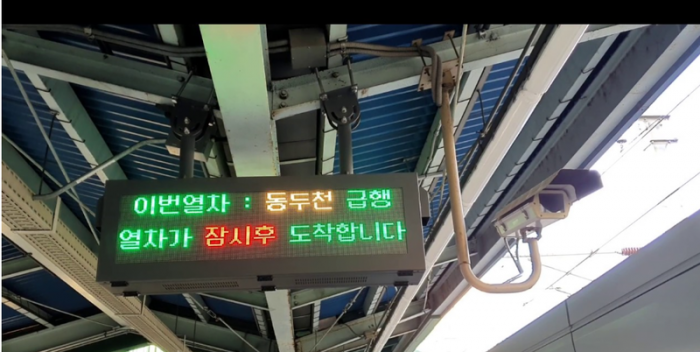 이번열차 : 동두천 급행
열차가 잠시후 도착합니다